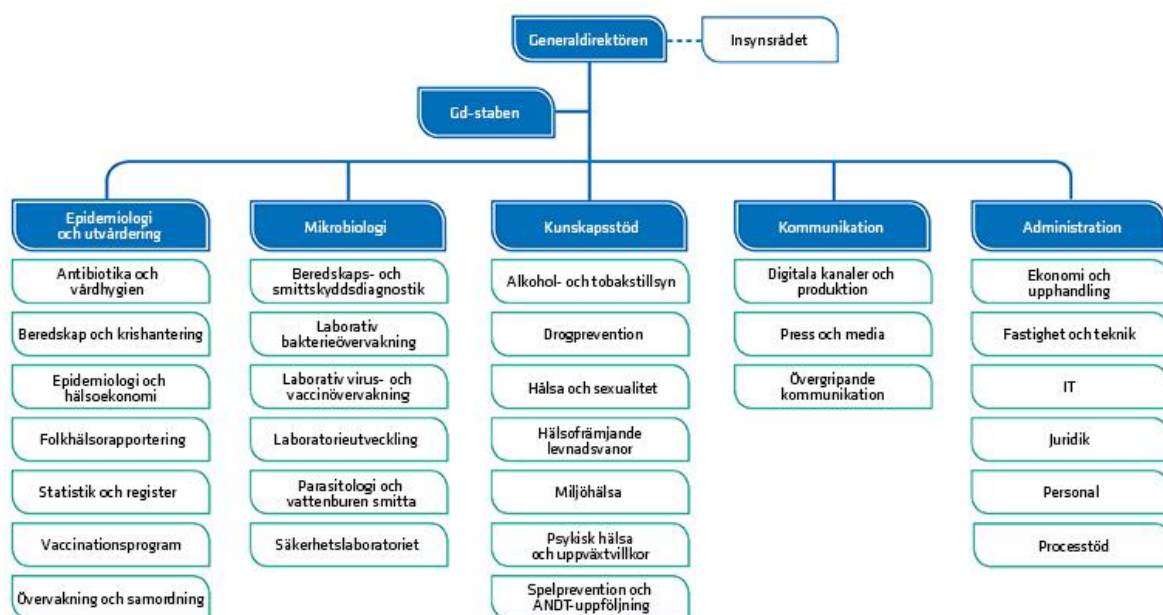 Generaldirektören
Insynsrådet
Gd-staben
Epidemiologi
och utvärdering
Antibiotika och
vårdhygien
Beredskap och krishantering
Epidemiologi och
hälsoekonomi
Folkhälsorapportering
Statistik och register
Vaccinationsprogram
Övervakning och samordning
Mikrobiologi
Beredskaps- och
smittskyddsdiagnostik
Laborativ
bakterieövervakning
Laborativ virus- och
vaccinövervakning
Laboratorieutveckling
Parasitologi och
vattenburen smitta
Säkerhetslaboratoriet
Kunskapsstöd
Alkohol- och tobakstillsyn
Drogprevention
Hälsa och sexualitet
Hälsofrämjande
levnadsvanor
Miljöhälsa
Psykisk hälsa
och uppväxtvillkor
Spelprevention och
ANDT-uppföljning
Kommunikation
Digitala kanaler och
produktion
Press och media
Övergripande
kommunikation
Administration
Ekonomi och
upphandling
Fastighet och teknik
IT
Juridik
Personal
Processtöd